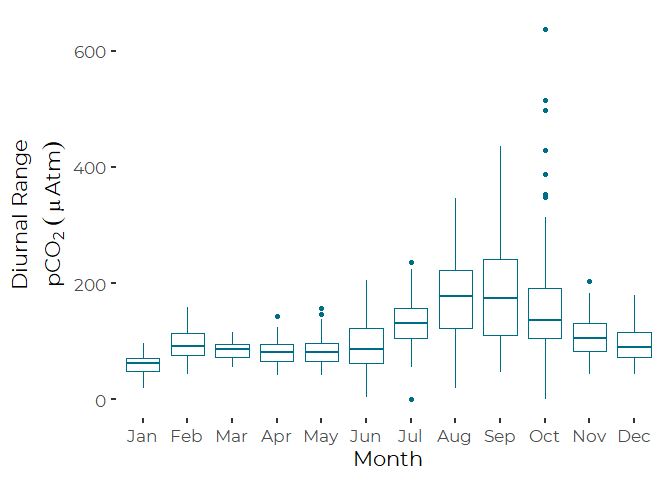 Diurnal Range
pCO₂ ( μ Atm)
600
400
200
0
Jan Feb Mar Apr May Jun Jul Aug Sep Oct Nov Dec
Month